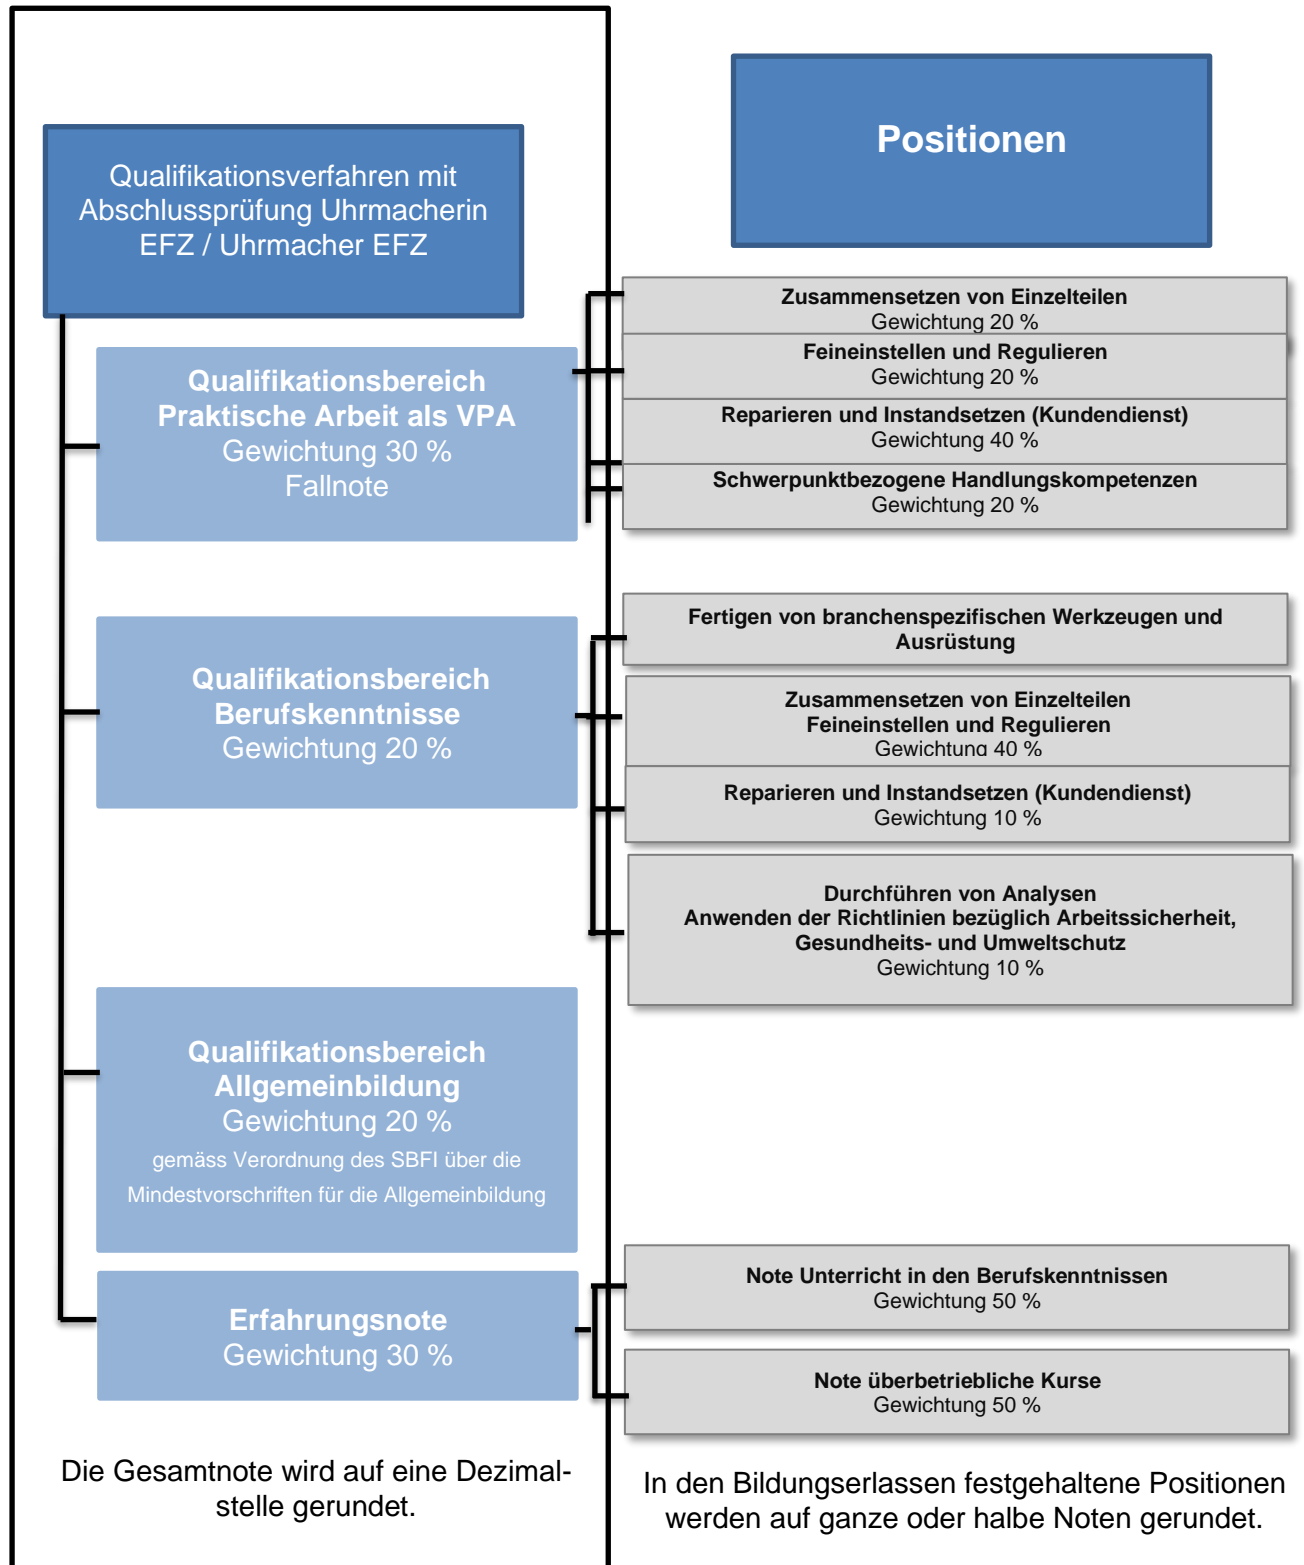 Positionen
Qualifikationsverfahren mit
Abschlussprüfung Uhrmacherin
EFZ / Uhrmacher EFZ
Zusammensetzen von Einzelteilen
Gewichtung 20 %
Feineinstellen und Regulieren
Gewichtung 20 %
Qualifikationsbereich
Praktische Arbeit als VPA
Gewichtung 30 %
Fallnote
Reparieren und Instandsetzen (Kundendienst)
Gewichtung 40 %
Schwerpunktbezogene Handlungskompetenzen
Gewichtung 20 %
Qualifikationsbereich
Berufskenntnisse
Gewichtung 20 %
Fertigen von branchenspezifischen Werkzeugen und
Ausrüstung
Zusammensetzen von Einzelteilen
Feineinstellen und Regulieren
Gewichtung 40 %
Reparieren und Instandsetzen (Kundendienst)
Gewichtung 10 %
Durchführen von Analysen
Anwenden der Richtlinien bezüglich Arbeitssicherheit,
Gesundheits- und Umweltschutz
Gewichtung 10 %
Qualifikationsbereich
Allgemeinbildung
Gewichtung 20 %
gemäss Verordnung des SBFI über die
Mindestvorschriften für die Allgemeinbildung
Erfahrungsnote
Gewichtung 30 %
Note Unterricht in den Berufskenntnissen
Gewichtung 50 %
Note überbetriebliche Kurse
Gewichtung 50 %
Die Gesamtnote wird auf eine Dezimal-
stelle gerundet.
In den Bildungserlassen festgehaltene Positionen
werden auf ganze oder halbe Noten gerundet.